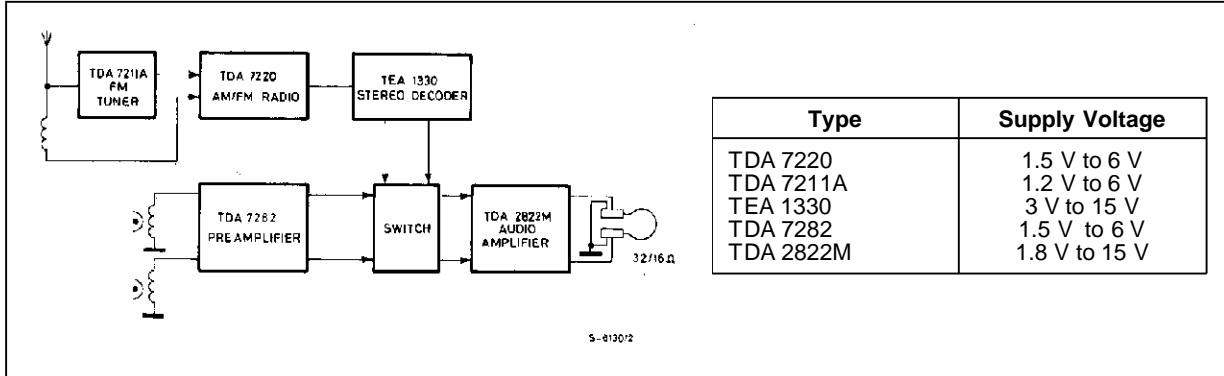 TDA 7211A
FM
TUNER
TDA 7220
AM/FM RADIO
TEA 1330
STEREO DECODER
TDA 7282
PREAMPLIFIER
SWITCH
TDA 2822M
AUDIO
AMPLIFIER
32/16Ω
S-6130/2
Type Supply Voltage
TDA 7220 1.5 V to 6 V
TDA 7211A 1.2 V to 6 V
TEA 1330 3 V to 15 V
TDA 7282 1.5 V to 6 V
TDA 2822M 1.8 V to 15 V